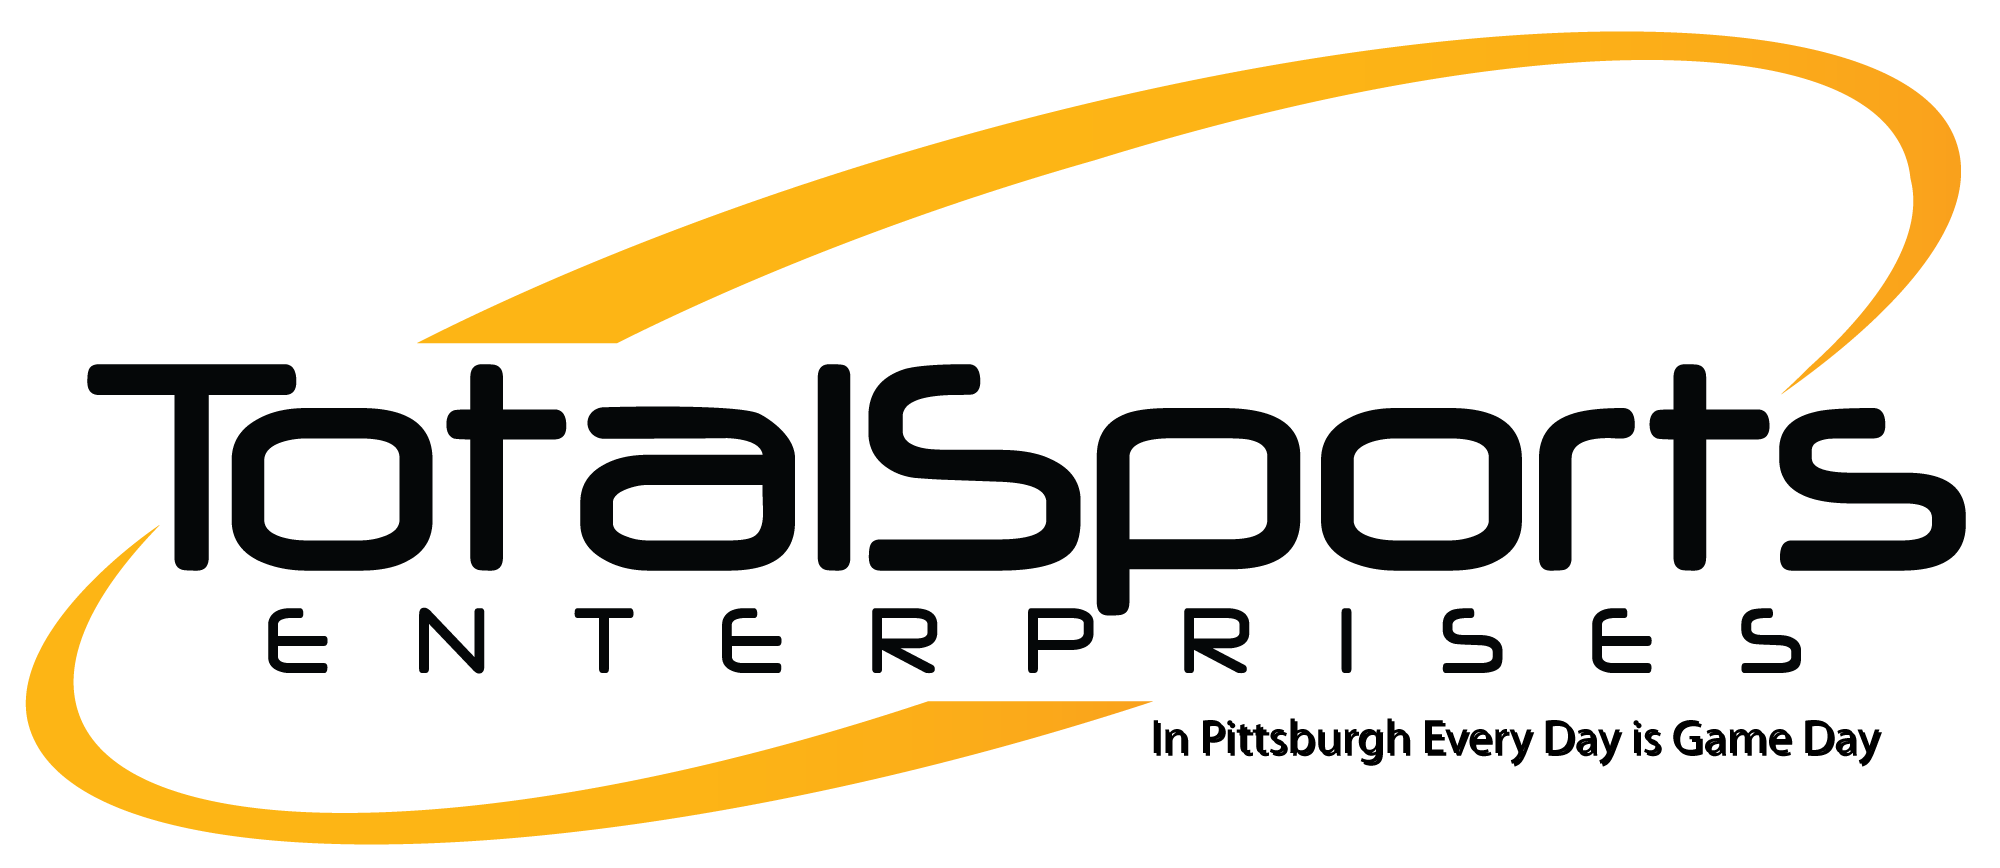 TotalSports
ENTERPRISES
In Pittsburgh Every Day is Game Day